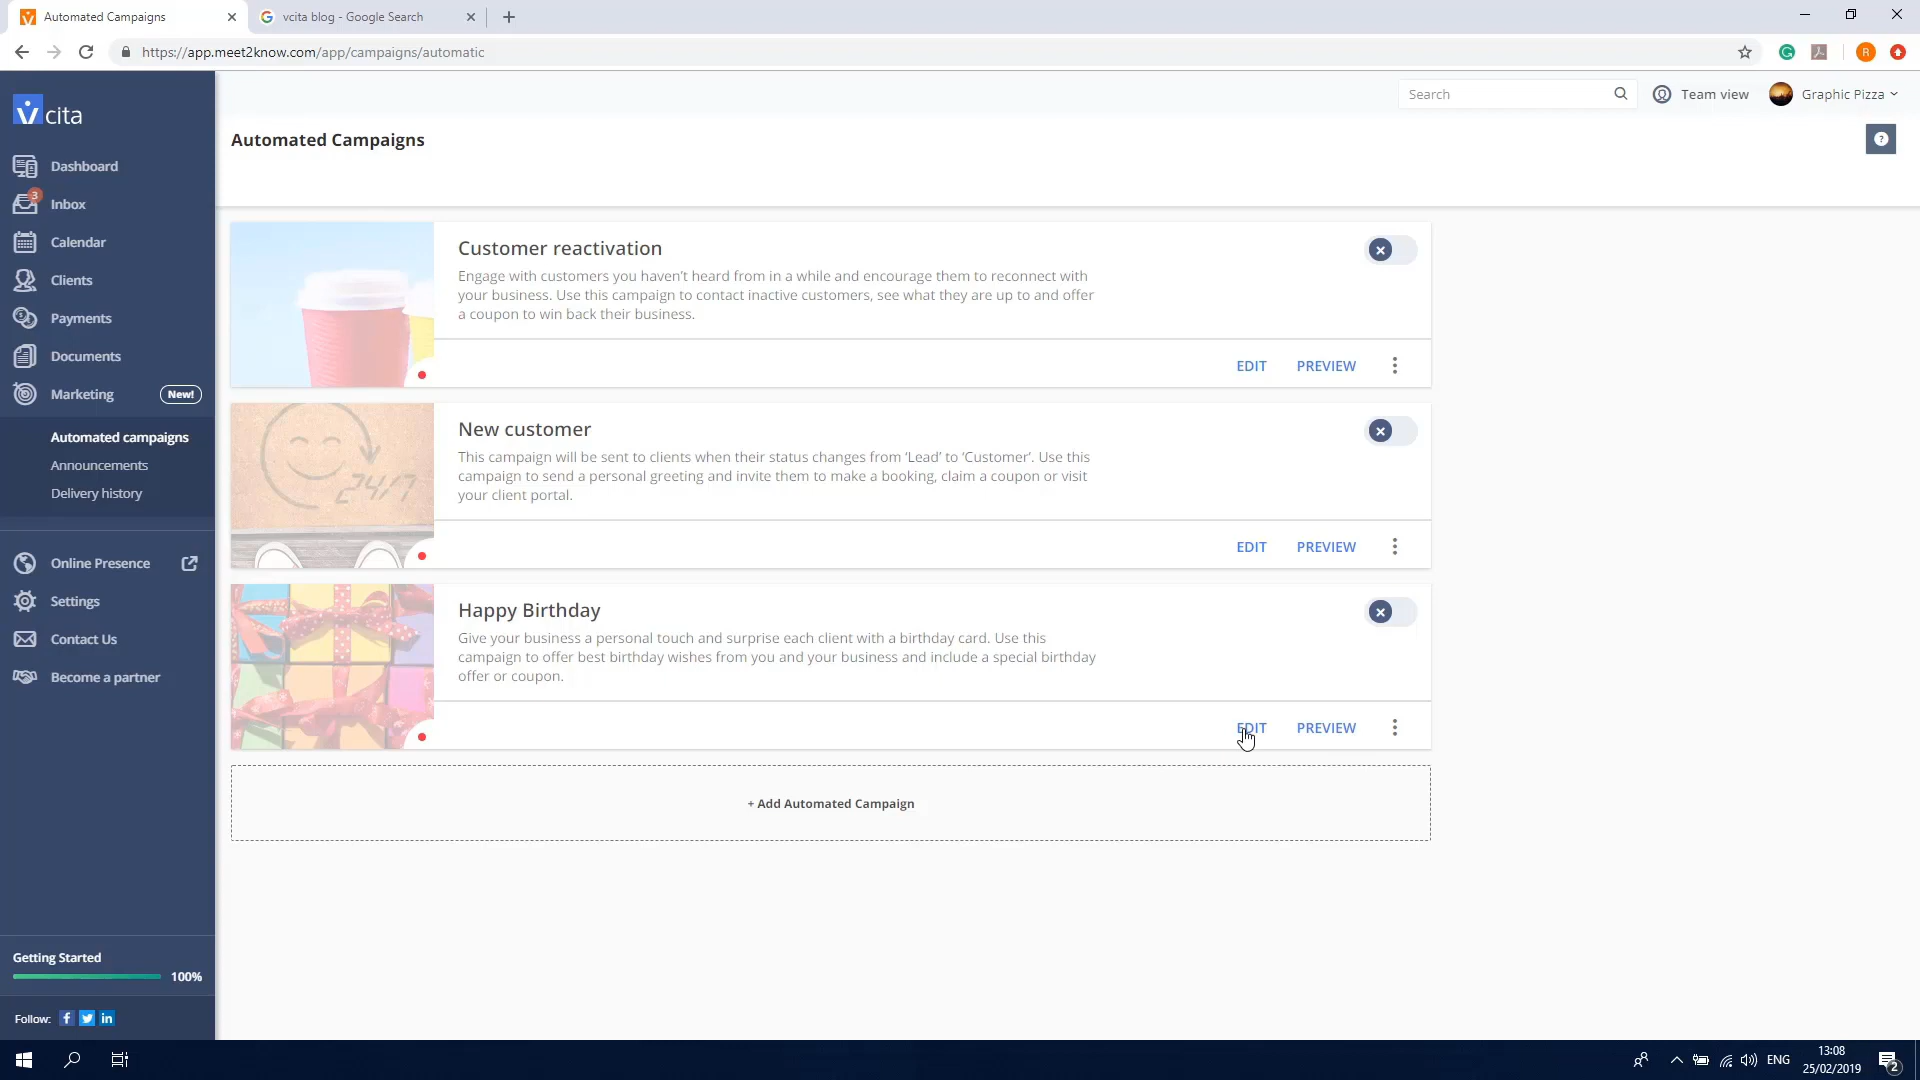 Automated Campaigns
vcita blog - Google Search
https://app.meet2know.com/app/campaigns/automatic
R
vcita
Search
Team view
Graphic Pizza
Automated Campaigns
?
Dashboard
3
Inbox
Calendar
Clients
Payments
Documents
Marketing
New!
Automated campaigns
Announcements
Delivery history
Online Presence
Settings
Contact Us
Become a partner
Getting Started
100%
Follow:
Customer reactivation
Engage with customers you haven't heard from in a while and encourage them to reconnect with
your business. Use this campaign to contact inactive customers, see what they are up to and offer
a coupon to win back their business.
EDIT PREVIEW
24/7
New customer
This campaign will be sent to clients when their status changes from 'Lead' to 'Customer'. Use this
campaign to send a personal greeting and invite them to make a booking, claim a coupon or visit
your client portal.
EDIT PREVIEW
Happy Birthday
Give your business a personal touch and surprise each client with a birthday card. Use this
campaign to offer best birthday wishes from you and your business and include a special birthday
offer or coupon.
EDIT PREVIEW
+ Add Automated Campaign
ENG
13:08
25/02/2019
2